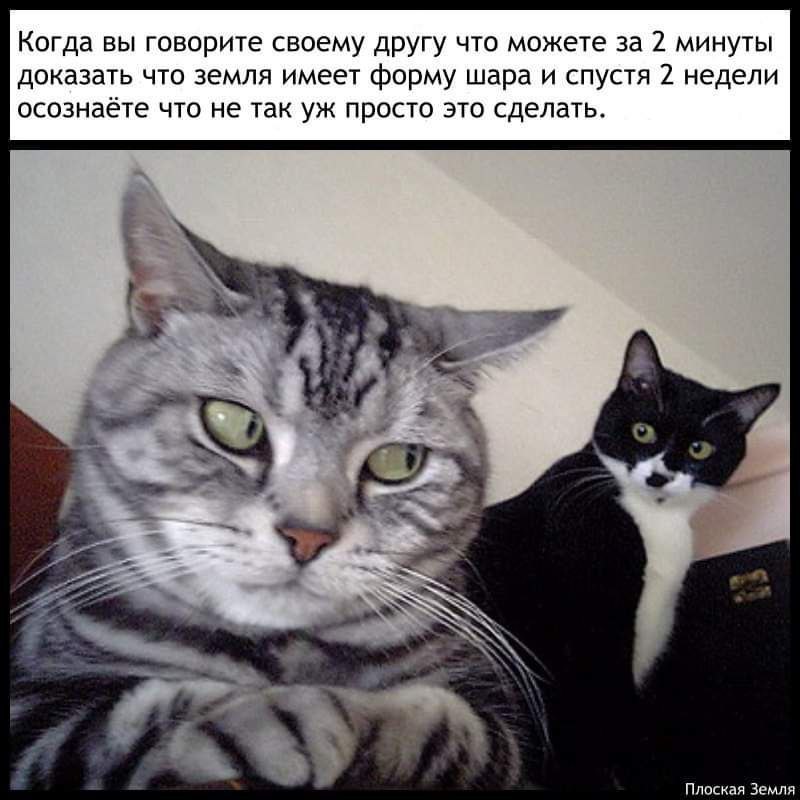 Когда вы говорите своему другу что можете за 2 минуты
доказать что земля имеет форму шара и спустя 2 недели
осознаёте что не так уж просто это сделать.
Плоская Земля